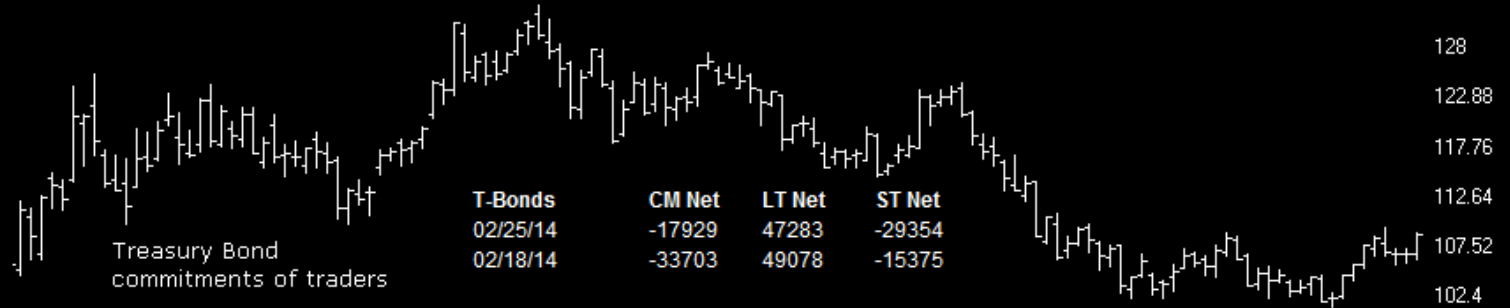 128
122.88
117.76
T-Bonds CM Net LT Net ST Net
112.64
02/25/14 -17929 47283 -29354
Treasury Bond
107.52
02/18/14 -33703 49078 -15375
commitments of traders
102.4